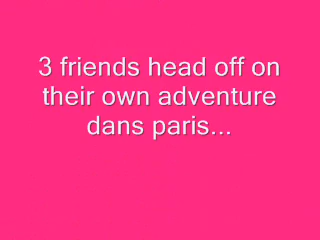 3 friends head off on
their own adventure
dans paris...